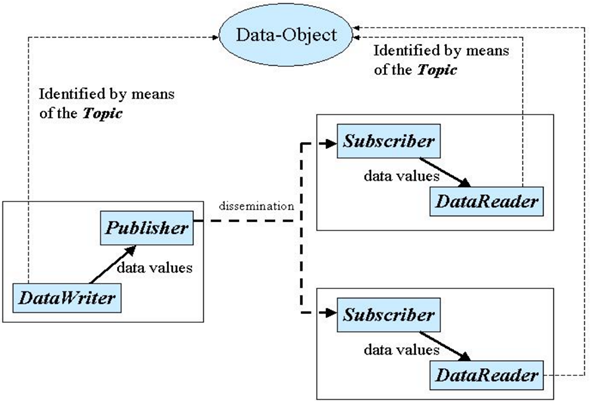 Data-Object
Identified by means
of the Topic
Identified by means
of the Topic
Subscriber
data values
DataReader
dissemination
Publisher
data values
DataWriter
Subscriber
data values
DataReader